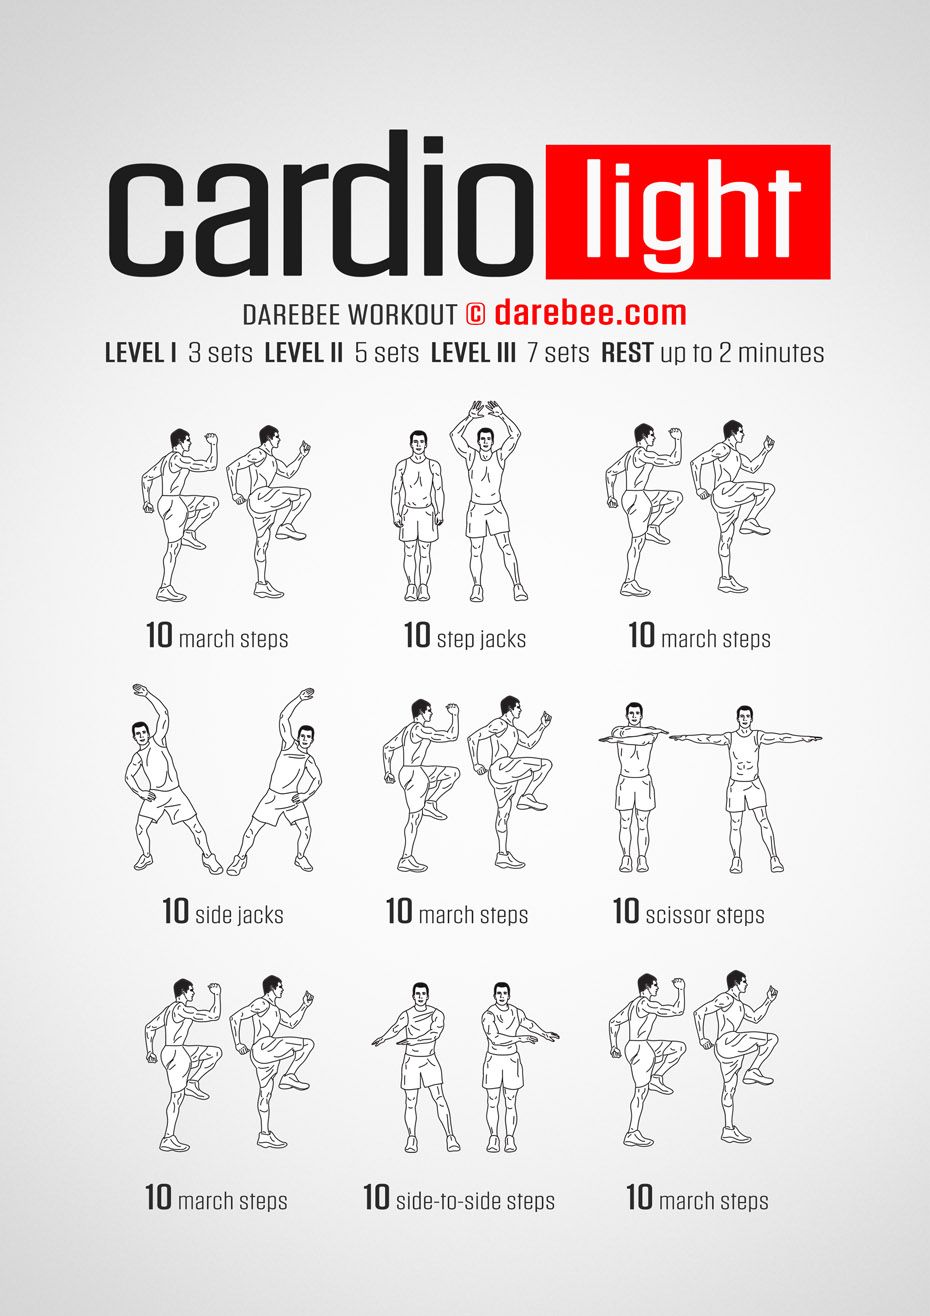 cardio light
DAREBEE WORKOUT © darebee.com
LEVEL I 3 sets LEVEL II 5 sets LEVEL III 7 sets REST up to 2 minutes
10 march steps
10 step jacks
10 march steps
10 side jacks
10 march steps
10 scissor steps
10 march steps
10 side-to-side steps
10 march steps